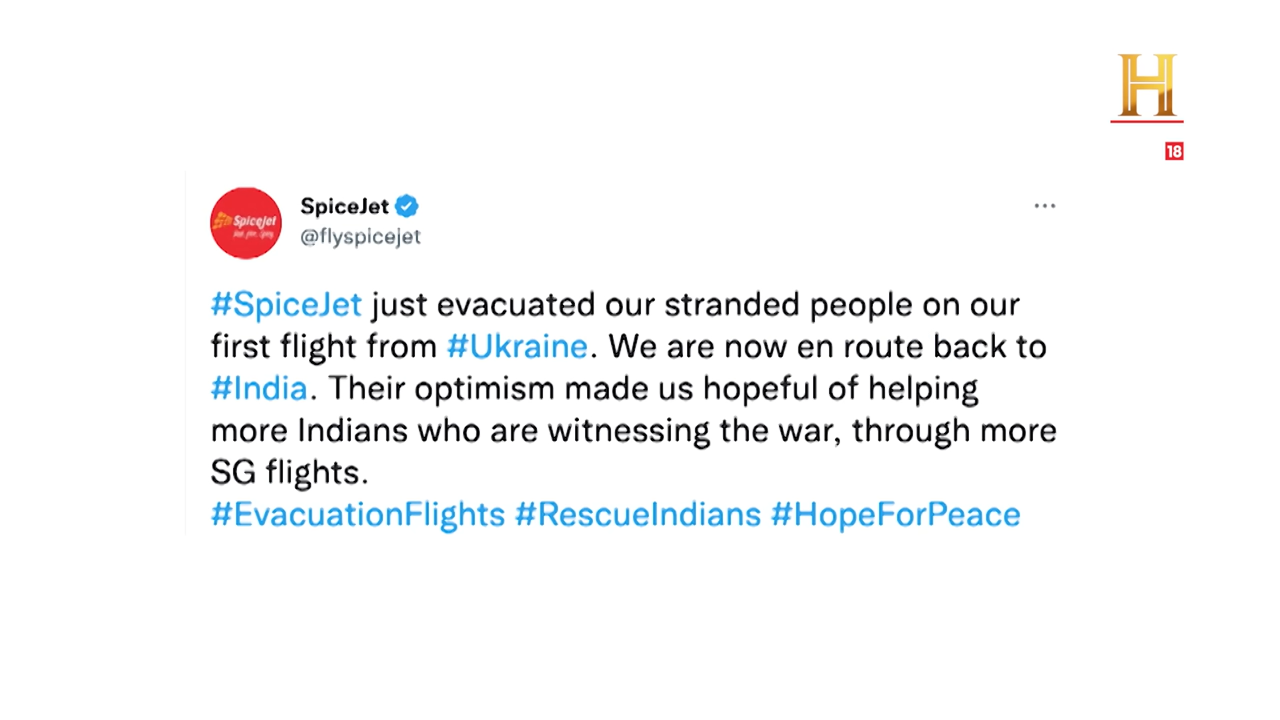 H
18
SpiceJet
SpiceJet
@flyspicejet
#SpiceJet just evacuated our stranded people on our
first flight from #Ukraine. We are now en route back to
#India. Their optimism made us hopeful of helping
more Indians who are witnessing the war, through more
SG flights.
#EvacuationFlights #RescueIndians #HopeForPeace